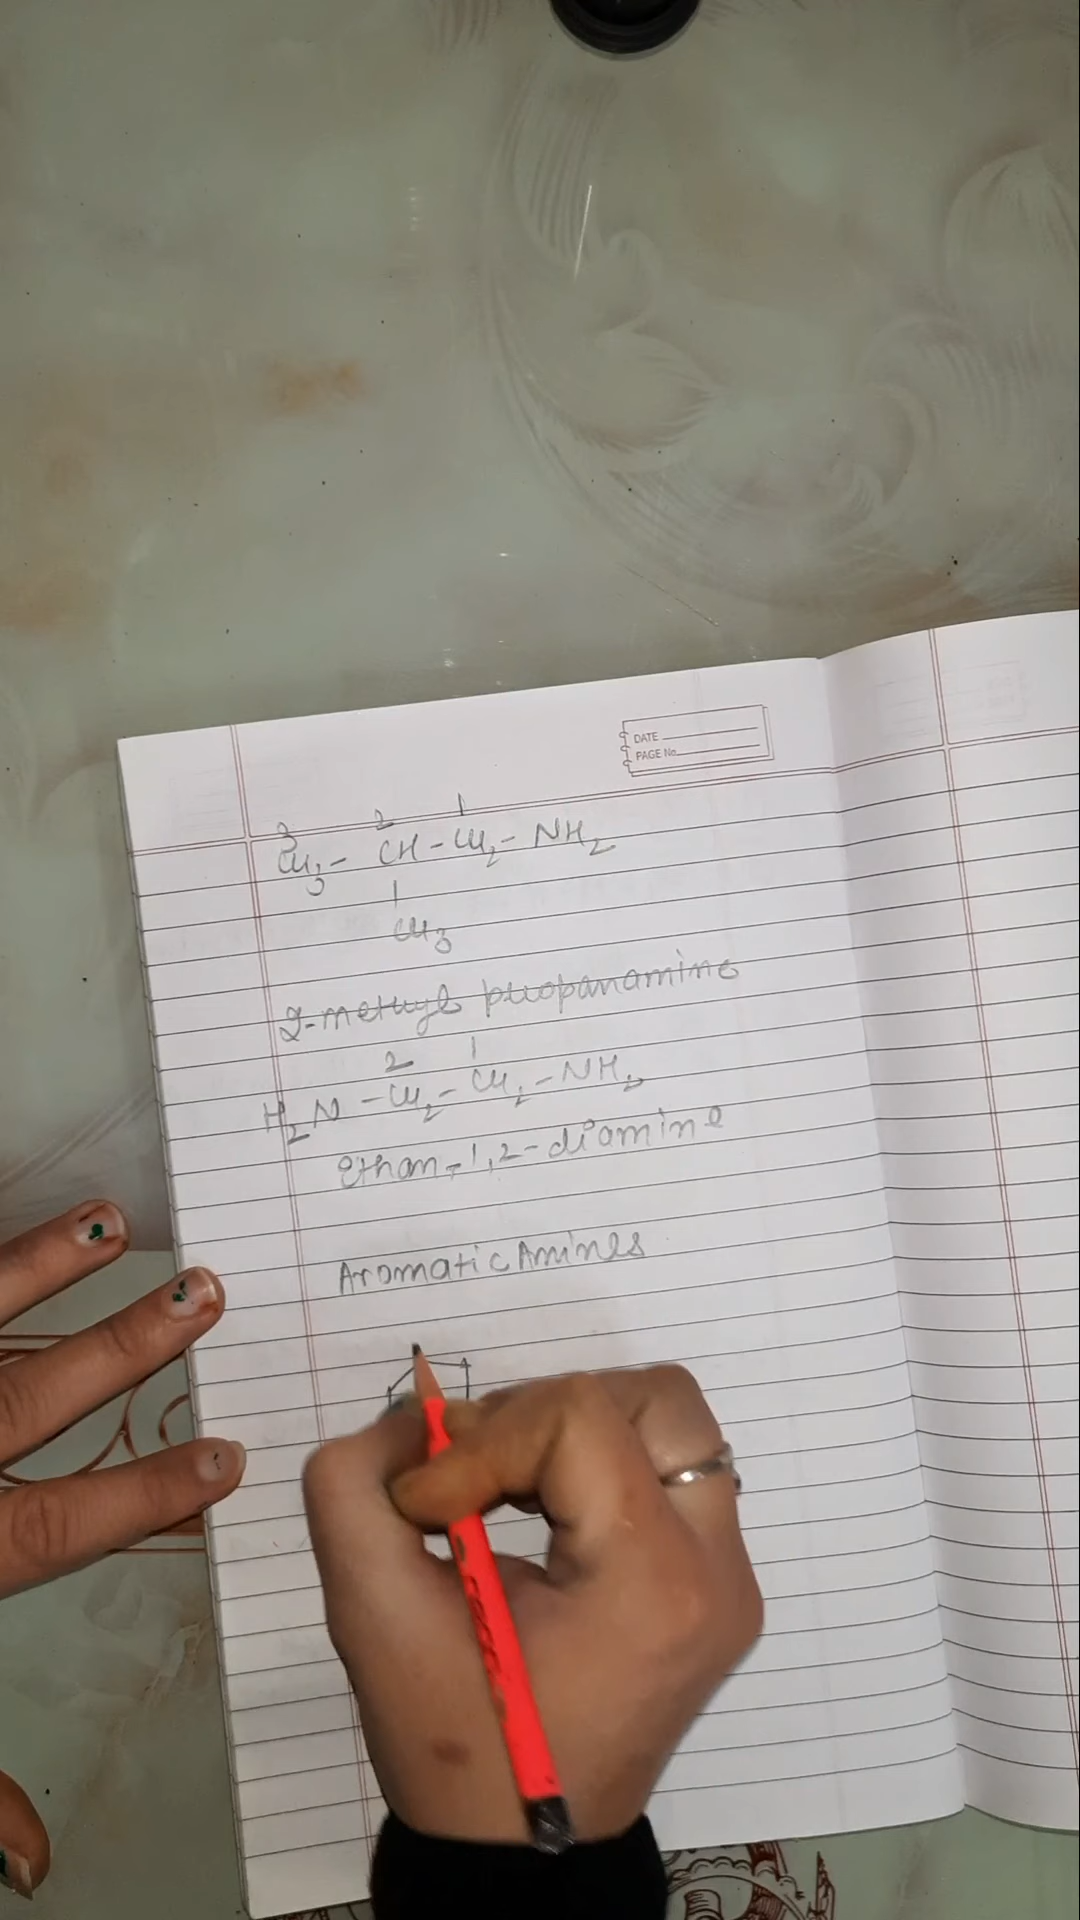 DATE
PAGE No.
3 2 1
CH3 - CH - CH2 - NH2
|
CH3
2-methyl propanamine
2 1
H2N - CH2 - CH2 - NH2
Ethan-1,2-diamine
Aromatic Amines